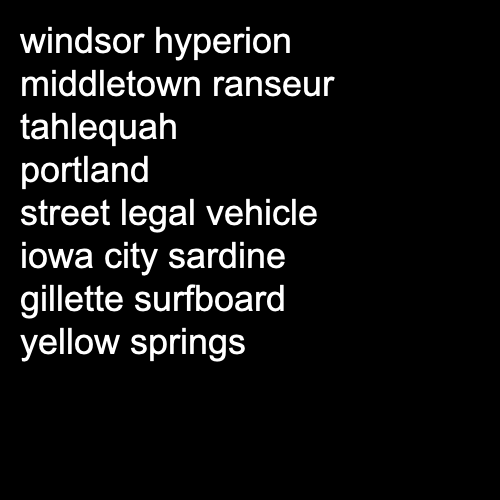 windsor hyperion
middletown ranseur
tahlequah
portland
street legal vehicle
iowa city sardine
gillette surfboard
yellow springs